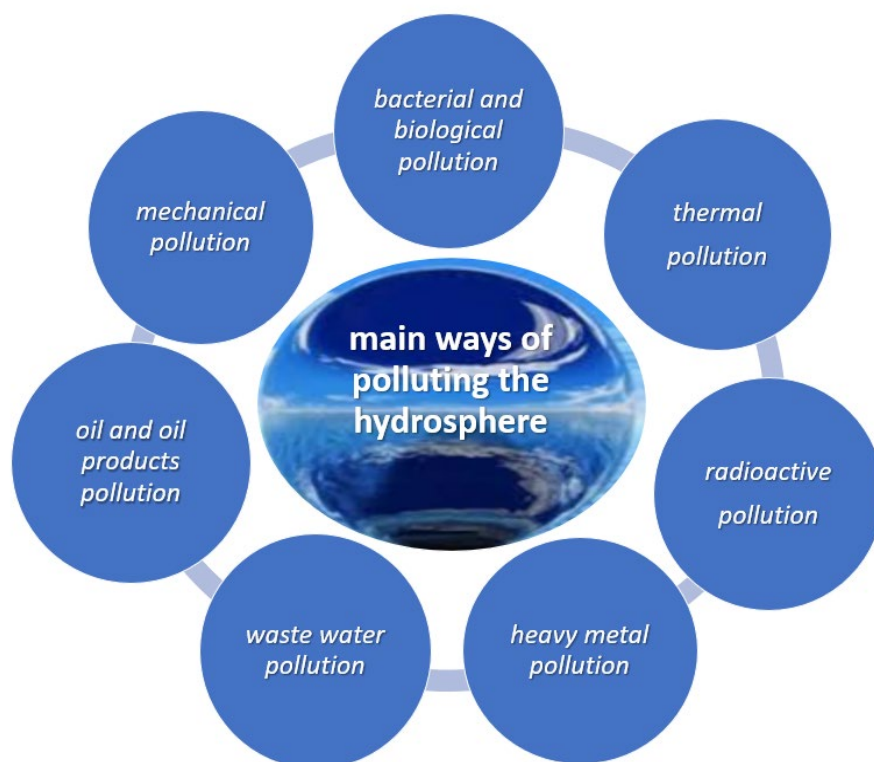 bacterial and
biological
pollution
thermal
pollution
radioactive
pollution
heavy metal
pollution
waste water
pollution
oil and oil
products
pollution
mechanical
pollution
main ways of
polluting the
hydrosphere